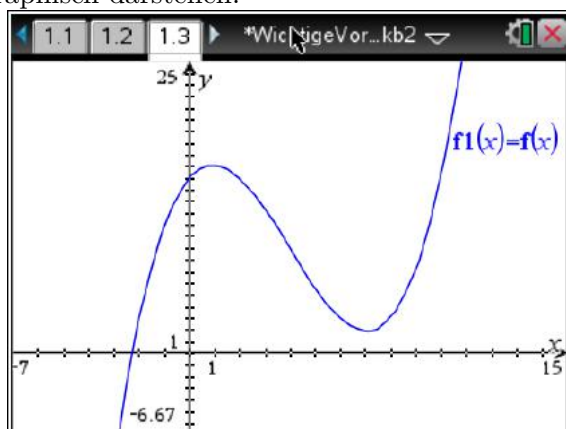 graphisch darstellen:
1.1 1.2 1.3 *Wic tigeVor…kb2
25 y
f1(x)=f(x)
1 x
-7 1 15
-6.67